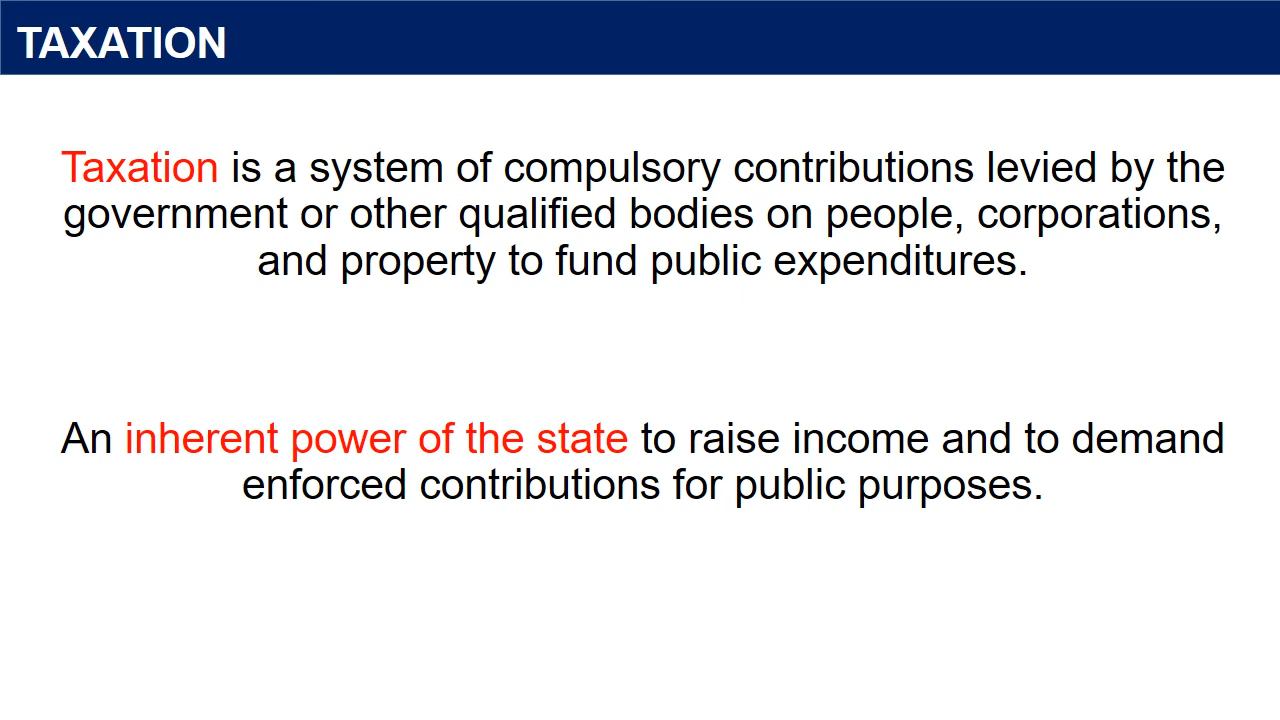 TAXATION
Taxation is a system of compulsory contributions levied by the
government or other qualified bodies on people, corporations,
and property to fund public expenditures.
An inherent power of the state to raise income and to demand
enforced contributions for public purposes.